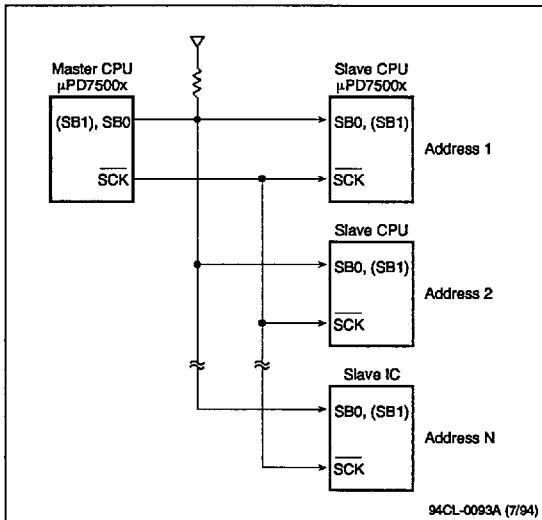 Master CPU
μPD7500x
(SB1), SB0
SCK
Slave CPU
μPD7500x
SB0, (SB1)
SCK
Address 1
Slave CPU
SB0, (SB1)
SCK
Address 2
Slave IC
SB0, (SB1)
SCK
Address N
94CL-0093A (7/94)